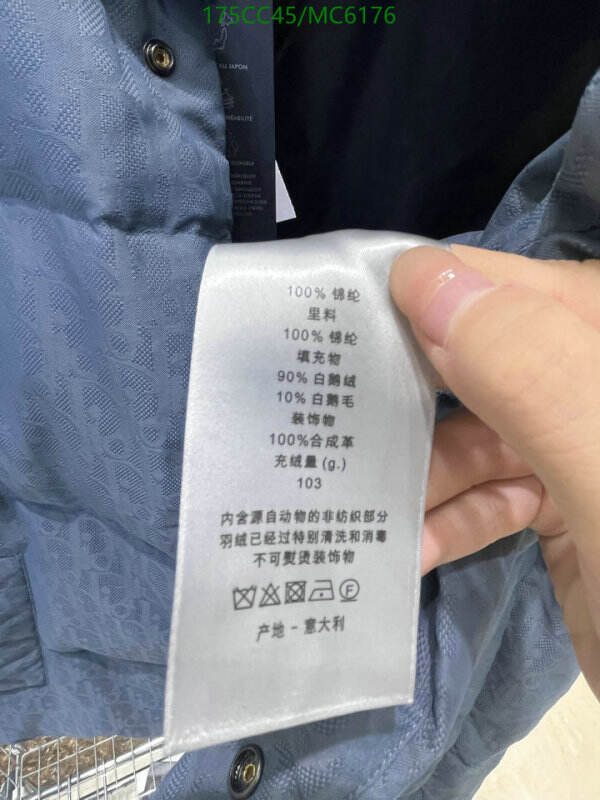 175CC45/MC6176
AU JAPON
100% 锦纶
里料
100% 锦纶
填充物
90% 白鹅绒
10% 白鹅毛
装饰物
100%合成革
充绒量 (g.)
103
内含源自动物的非纺织部分
羽绒已经过特别清洗和消毒
不可熨烫装饰物
F
产地 - 意大利